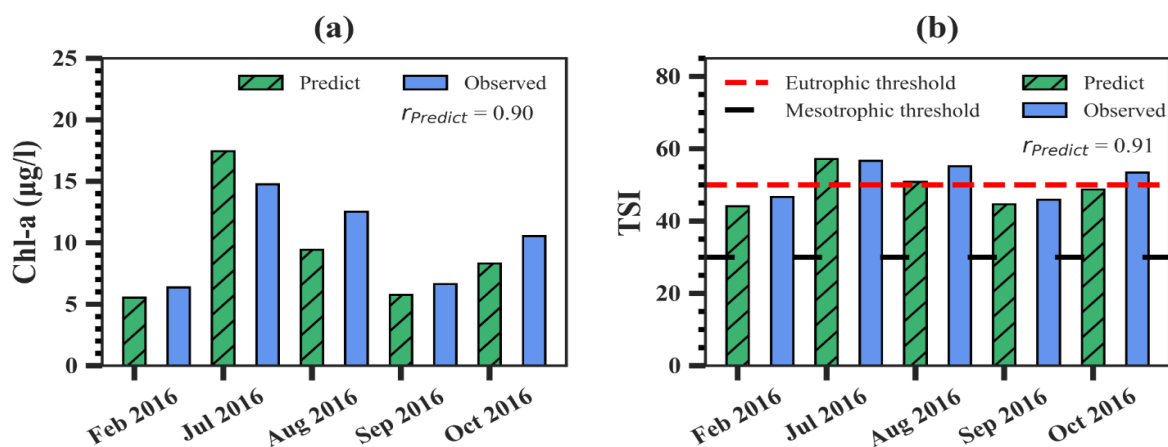 (a)
25
20
15
10
5
0
Chl-a (μg/l)
Predict
Observed
rPredict = 0.90
Feb 2016
Jul 2016
Aug 2016
Sep 2016
Oct 2016
(b)
80
60
40
20
0
TSI
Eutrophic threshold
Mesotrophic threshold
Predict
Observed
rPredict = 0.91
Feb 2016
Jul 2016
Aug 2016
Sep 2016
Oct 2016